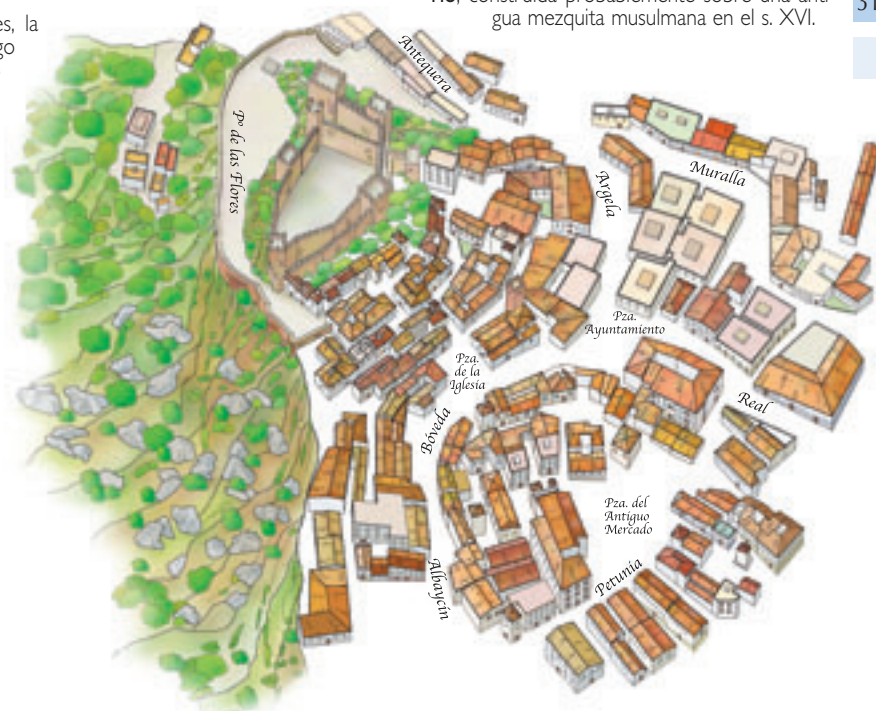 es, la
go
construida probablemente sobre una anti-
gua mezquita musulmana en el s. XVI.
31
Antequera
Pº de las Flores
Argela
Muralla
Pza.
Ayuntamiento
Pza.
de la
Iglesia
Real
Bóveda
Pza. del
Antiguo
Mercado
Albaycín
Petunia